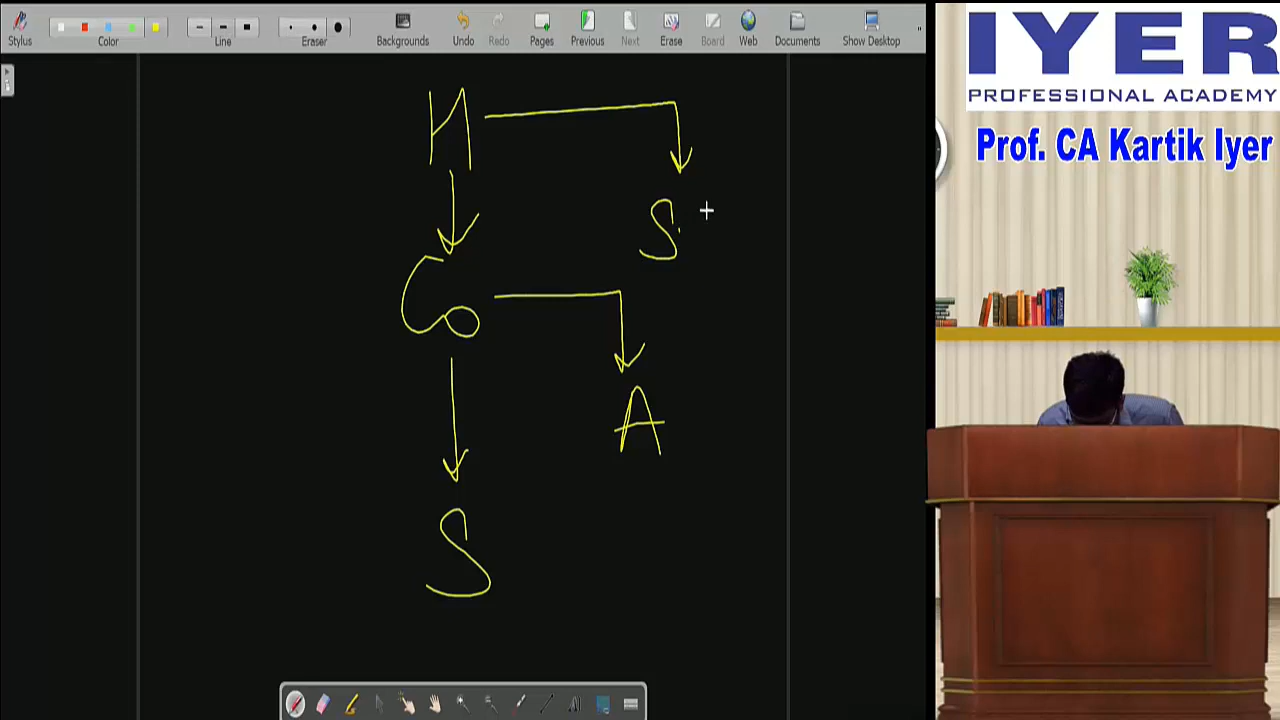 Stylus
Color
Line
Eraser
Backgrounds
Undo
Redo
Pages
Previous
Next
Erase
Board
Web
Documents
Show Desktop
IYER
PROFESSIONAL ACADEMY
Prof. CA Kartik Iyer
H
S
Co
A
S